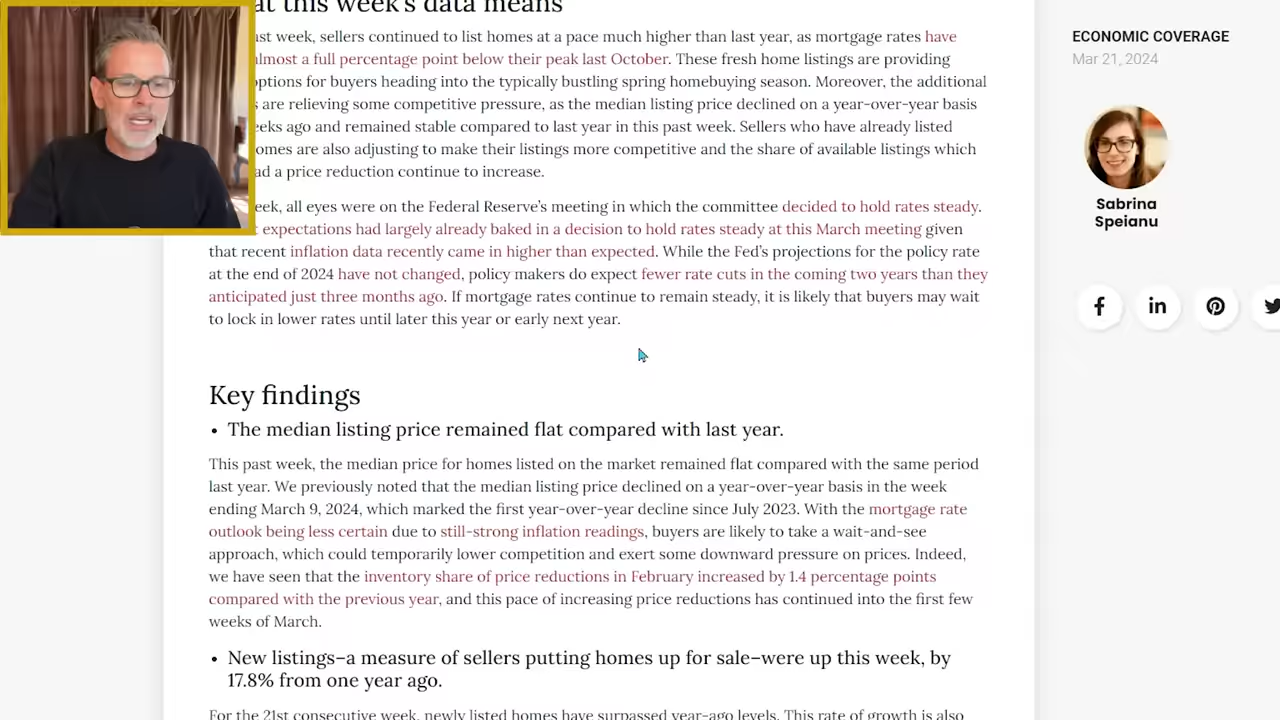 at this week's data means
ast week, sellers continued to list homes at a pace much higher than last year, as mortgage rates have
almost a full percentage point below their peak last October. These fresh home listings are providing
options for buyers heading into the typically bustling spring homebuying season. Moreover, the additional
are relieving some competitive pressure, as the median listing price declined on a year-over-year basis
eeks ago and remained stable compared to last year in this past week. Sellers who have already listed
omes are also adjusting to make their listings more competitive and the share of available listings which
ad a price reduction continue to increase.
eek, all eyes were on the Federal Reserve's meeting in which the committee decided to hold rates steady.
expectations had largely already baked in a decision to hold rates steady at this March meeting given
that recent inflation data recently came in higher than expected. While the Fed's projections for the policy rate
at the end of 2024 have not changed, policy makers do expect fewer rate cuts in the coming two years than they
anticipated just three months ago. If mortgage rates continue to remain steady, it is likely that buyers may wait
to lock in lower rates until later this year or early next year.
Key findings
• The median listing price remained flat compared with last year.
This past week, the median price for homes listed on the market remained flat compared with the same period
last year. We previously noted that the median listing price declined on a year-over-year basis in the week
ending March 9, 2024, which marked the first year-over-year decline since July 2023. With the mortgage rate
outlook being less certain due to still-strong inflation readings, buyers are likely to take a wait-and-see
approach, which could temporarily lower competition and exert some downward pressure on prices. Indeed,
we have seen that the inventory share of price reductions in February increased by 1.4 percentage points
compared with the previous year, and this pace of increasing price reductions has continued into the first few
weeks of March.
• New listings–a measure of sellers putting homes up for sale–were up this week, by
17.8% from one year ago.
For the 21st consecutive week, newly listed homes have surpassed year-ago levels. This rate of growth is also
ECONOMIC COVERAGE
Mar 21, 2024
Sabrina
Speianu